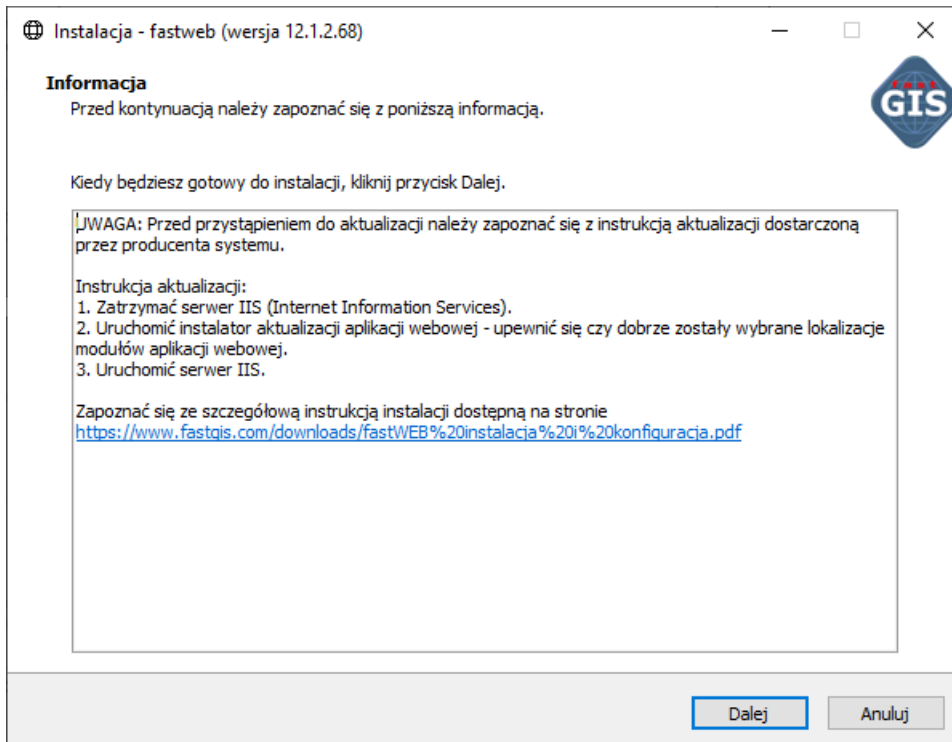 Instalacja - fastweb (wersja 12.1.2.68)
Informacja
Przed kontynuacją należy zapoznać się z poniższą informacją.
GIS
Kiedy będziesz gotowy do instalacji, kliknij przycisk Dalej.
UWAGA: Przed przystąpieniem do aktualizacji należy zapoznać się z instrukcją aktualizacji dostarczoną
przez producenta systemu.
Instrukcja aktualizacji:
1. Zatrzymać serwer IIS (Internet Information Services).
2. Uruchomić instalator aktualizacji aplikacji webowej - upewnić się czy dobrze zostały wybrane lokalizacje
modułów aplikacji webowej.
3. Uruchomić serwer IIS.
Zapoznać się ze szczegółową instrukcją instalacji dostępną na stronie
https://www.fastgis.com/downloads/fastWEB%20instalacja%20i%20konfiguracja.pdf
Dalej
Anuluj